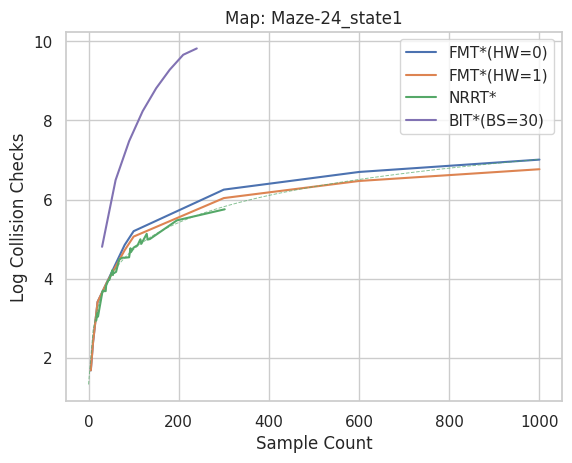 Map: Maze-24_state1
FMT*(HW=0)
FMT*(HW=1)
NRRT*
BIT*(BS=30)
Log Collision Checks
10
8
6
4
2
0
200
400
600
800
1000
Sample Count